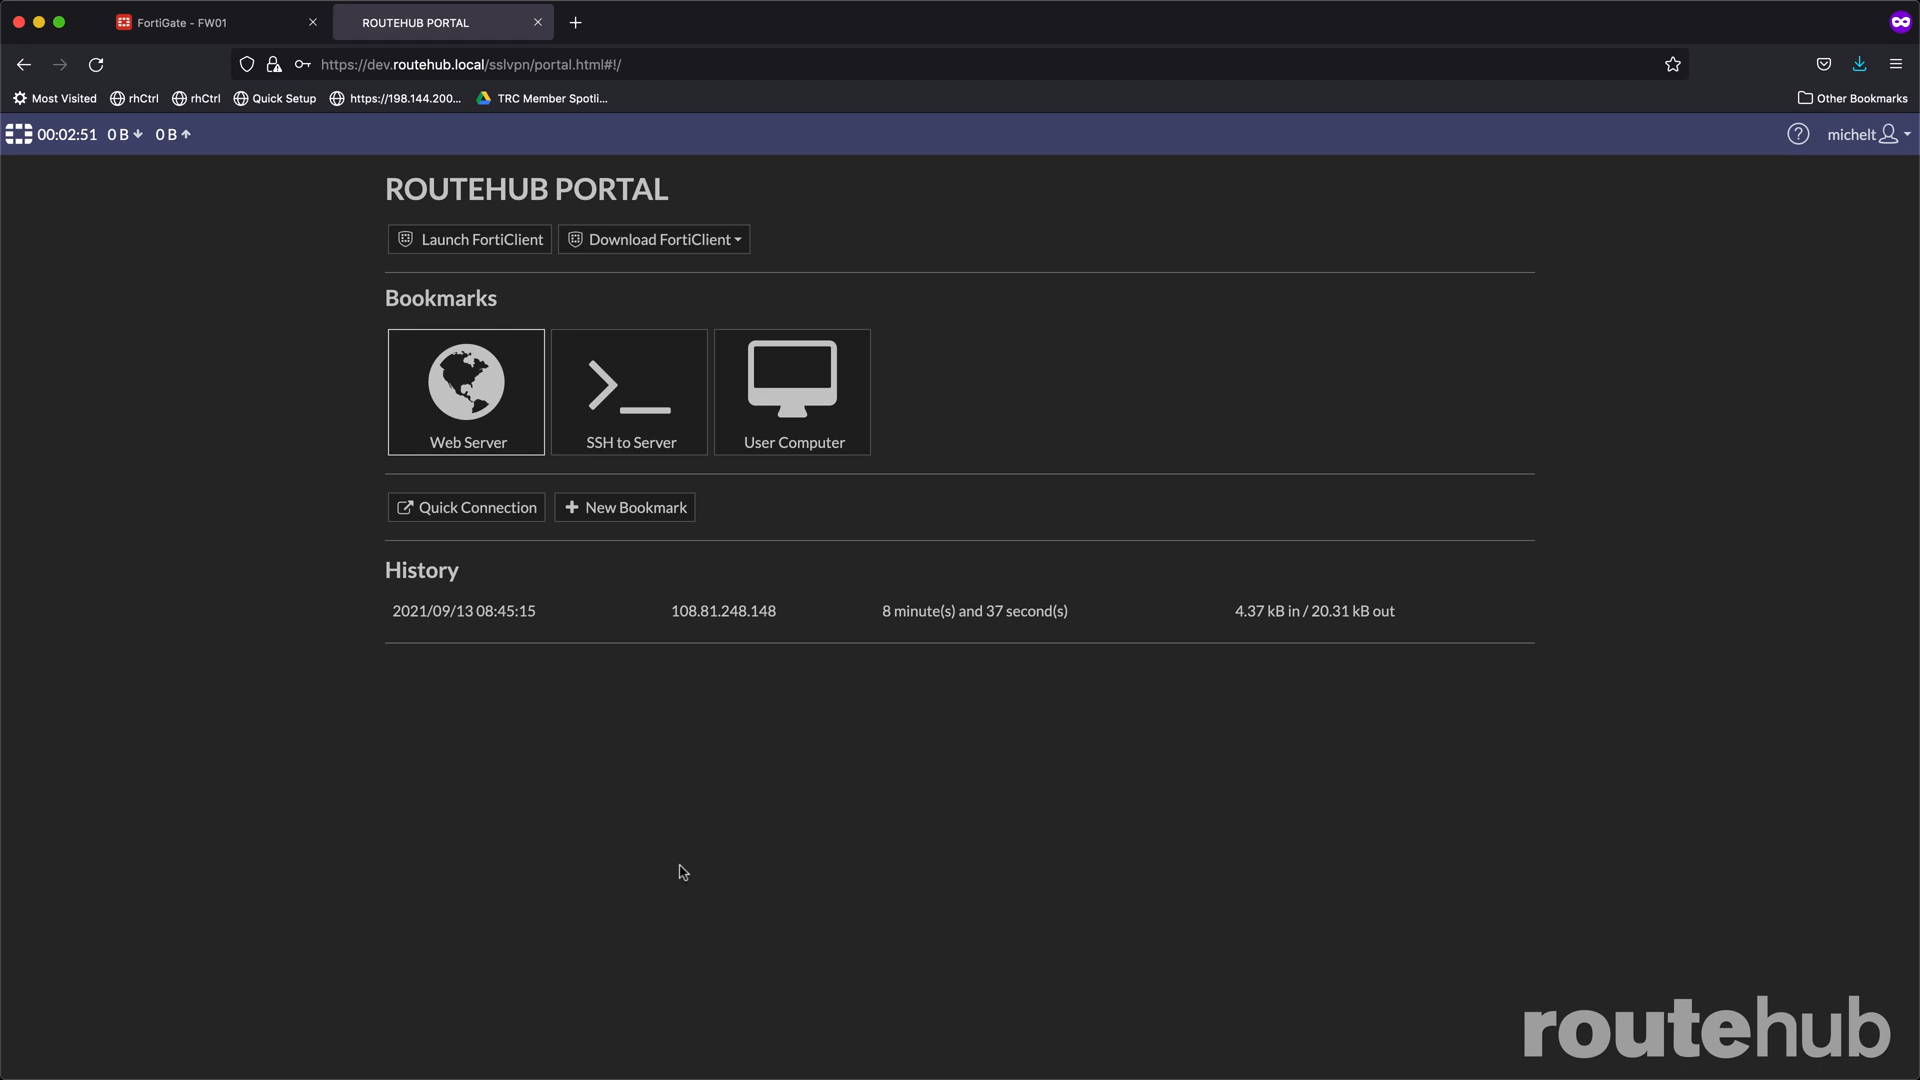 FortiGate - FW01
ROUTEHUB PORTAL
https://dev.routehub.local/sslvpn/portal.html#!/
Most Visited rhCtrl rhCtrl Quick Setup https://198.144.200... TRC Member Spotli... Other Bookmarks
00:02:51 0 B 0 B michelt
ROUTEHUB PORTAL
Launch FortiClient Download FortiClient
Bookmarks
Web Server SSH to Server User Computer
Quick Connection New Bookmark
History
2021/09/13 08:45:15 108.81.248.148 8 minute(s) and 37 second(s) 4.37 kB in / 20.31 kB out
routehub